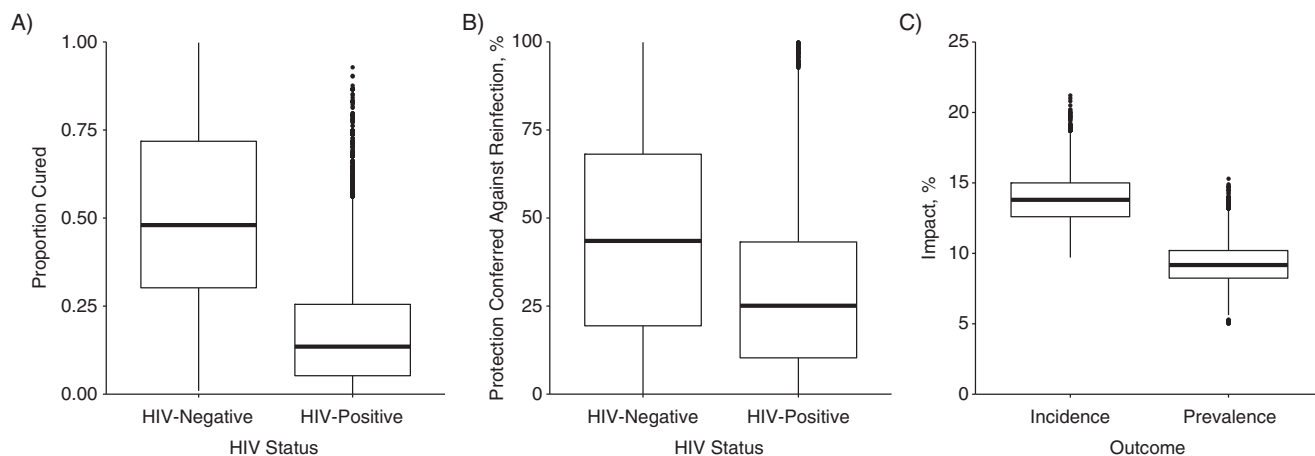 A)
1.00
0.75
0.50
0.25
0.00
Proportion Cured
HIV-Negative
HIV-Positive
HIV Status
B)
100
75
50
25
0
Protection Conferred Against Reinfection, %
HIV-Negative
HIV-Positive
HIV Status
C)
25
20
15
10
5
0
Impact, %
Incidence
Prevalence
Outcome